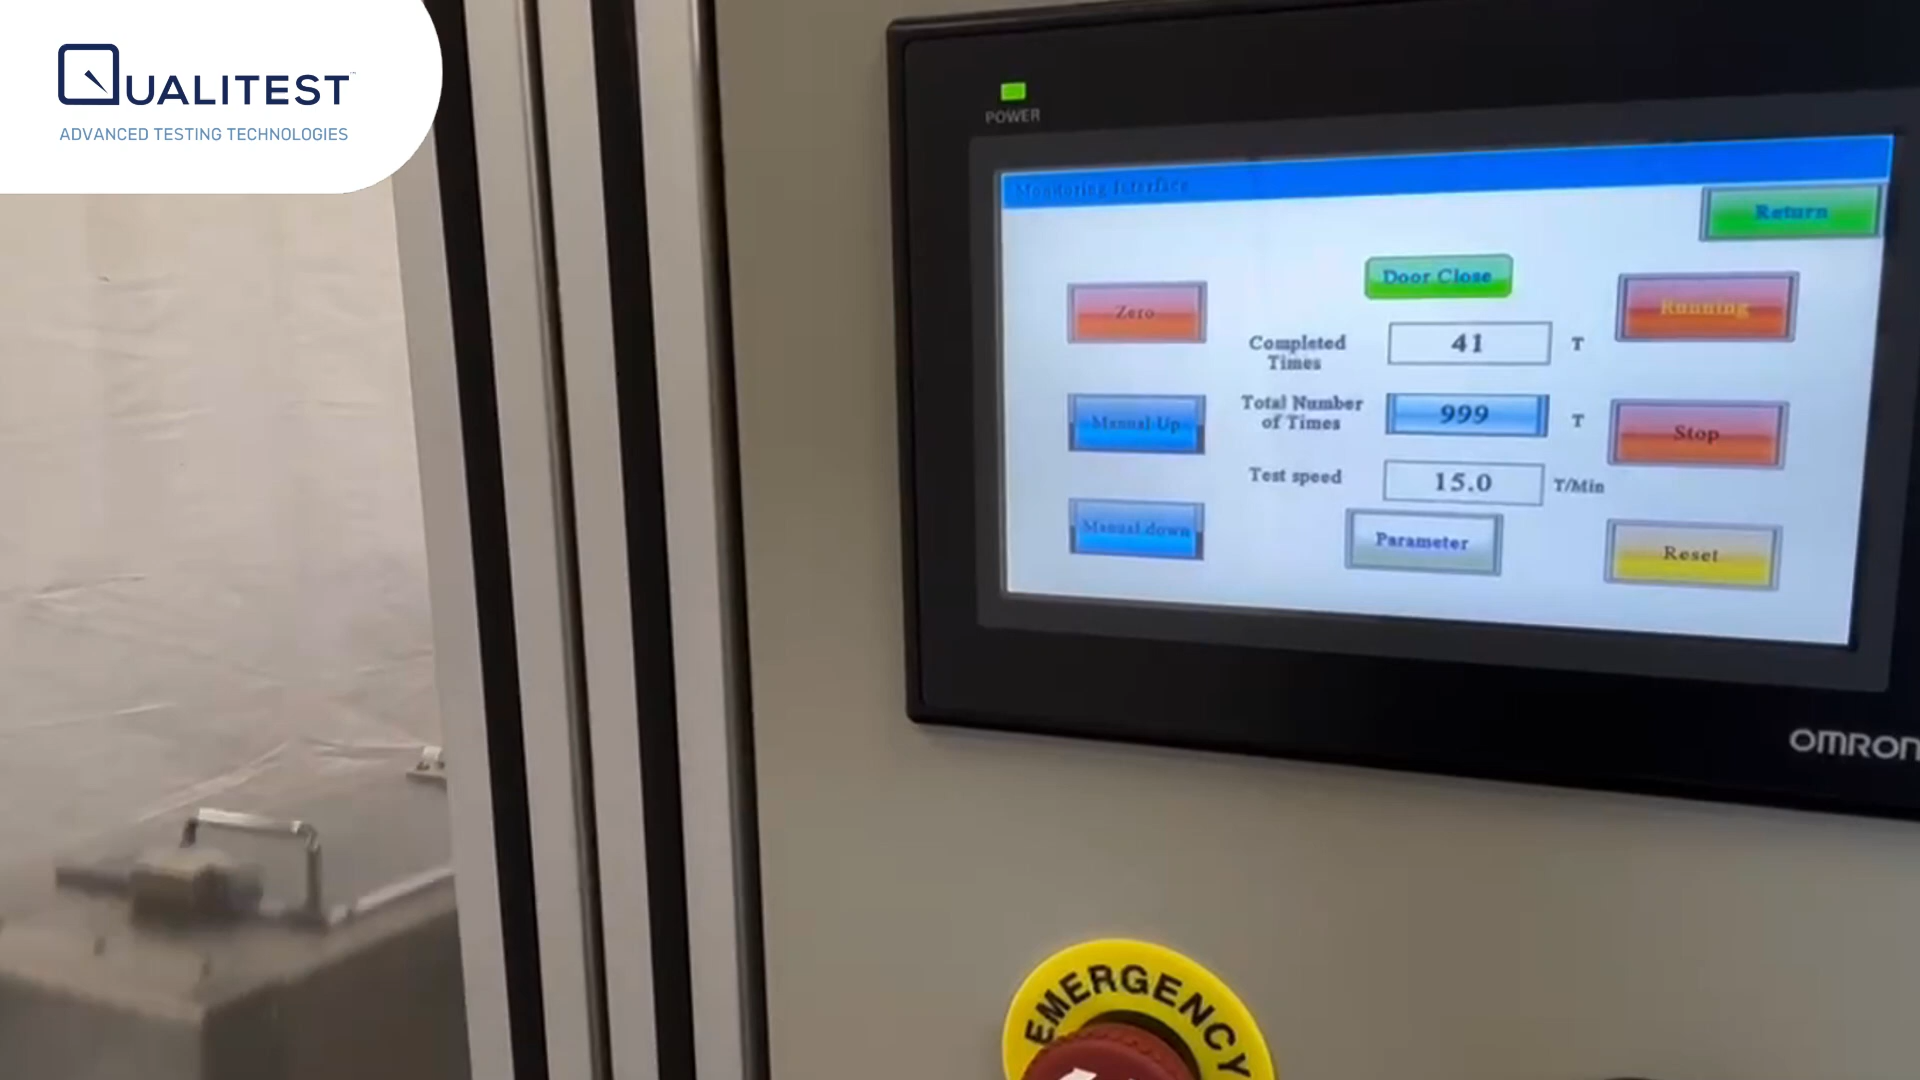 QUALITEST
ADVANCED TESTING TECHNOLOGIES
POWER
Monitoring Interface
Return
Door Close
Zero
Running
Completed
Times
41
T
Manual Up
Total Number
of Times
999
T
Stop
Test speed
15.0
T/Min
Manual down
Parameter
Reset
OMRON
EMERGENCY